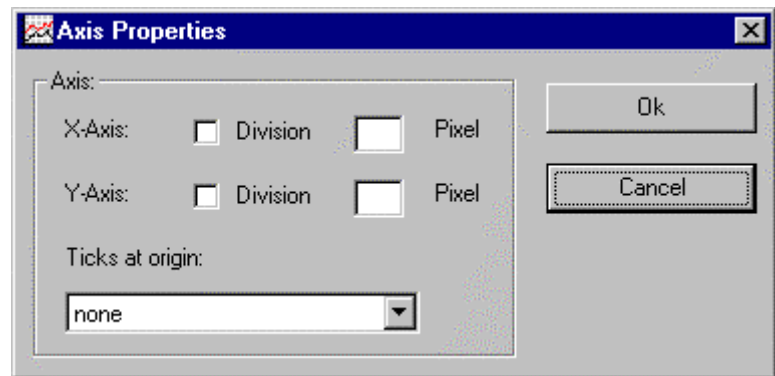 Axis Properties
Axis:
X-Axis: Division Pixel
Y-Axis: Division Pixel
Ticks at origin:
none
Ok
Cancel